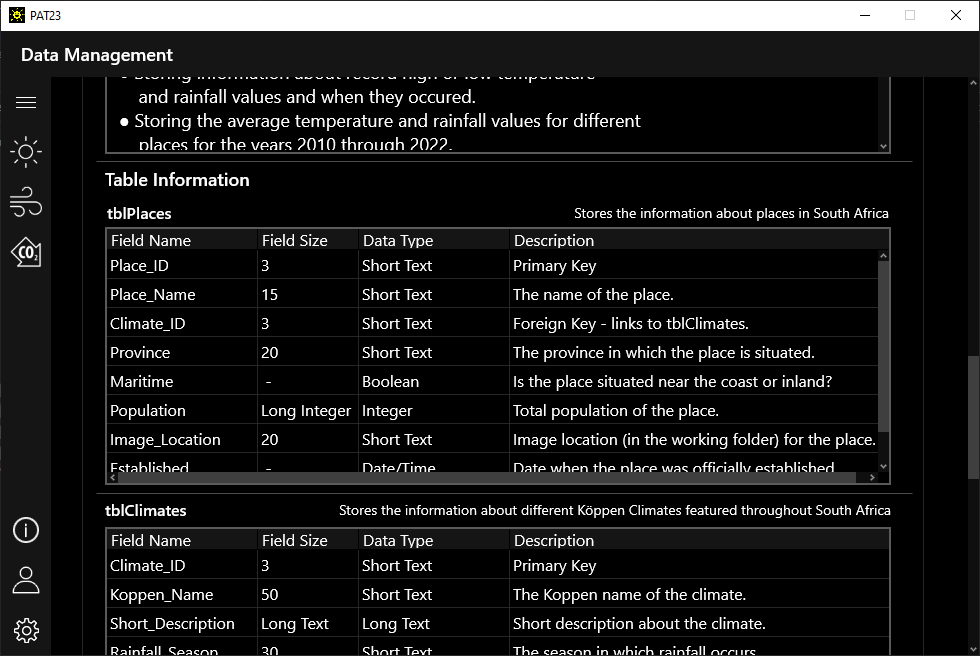 PAT23
Data Management
● Storing information about record high or low temperature
and rainfall values and when they occured.
● Storing the average temperature and rainfall values for different
places for the years 2010 through 2022.
Table Information
tblPlaces Stores the information about places in South Africa
Field Name Field Size Data Type Description
Place_ID 3 Short Text Primary Key
Place_Name 15 Short Text The name of the place.
Climate_ID 3 Short Text Foreign Key - links to tblClimates.
Province 20 Short Text The province in which the place is situated.
Maritime - Boolean Is the place situated near the coast or inland?
Population Long Integer Integer Total population of the place.
Image_Location 20 Short Text Image location (in the working folder) for the place.
Established - Date/Time Date when the place was officially established
CO₂
tblClimates Stores the information about different Köppen Climates featured throughout South Africa
Field Name Field Size Data Type Description
Climate_ID 3 Short Text Primary Key
Koppen_Name 50 Short Text The Koppen name of the climate.
Short_Description Long Text Long Text Short description about the climate.
Rainfall_Season 30 Short Text The season in which rainfall occurs.